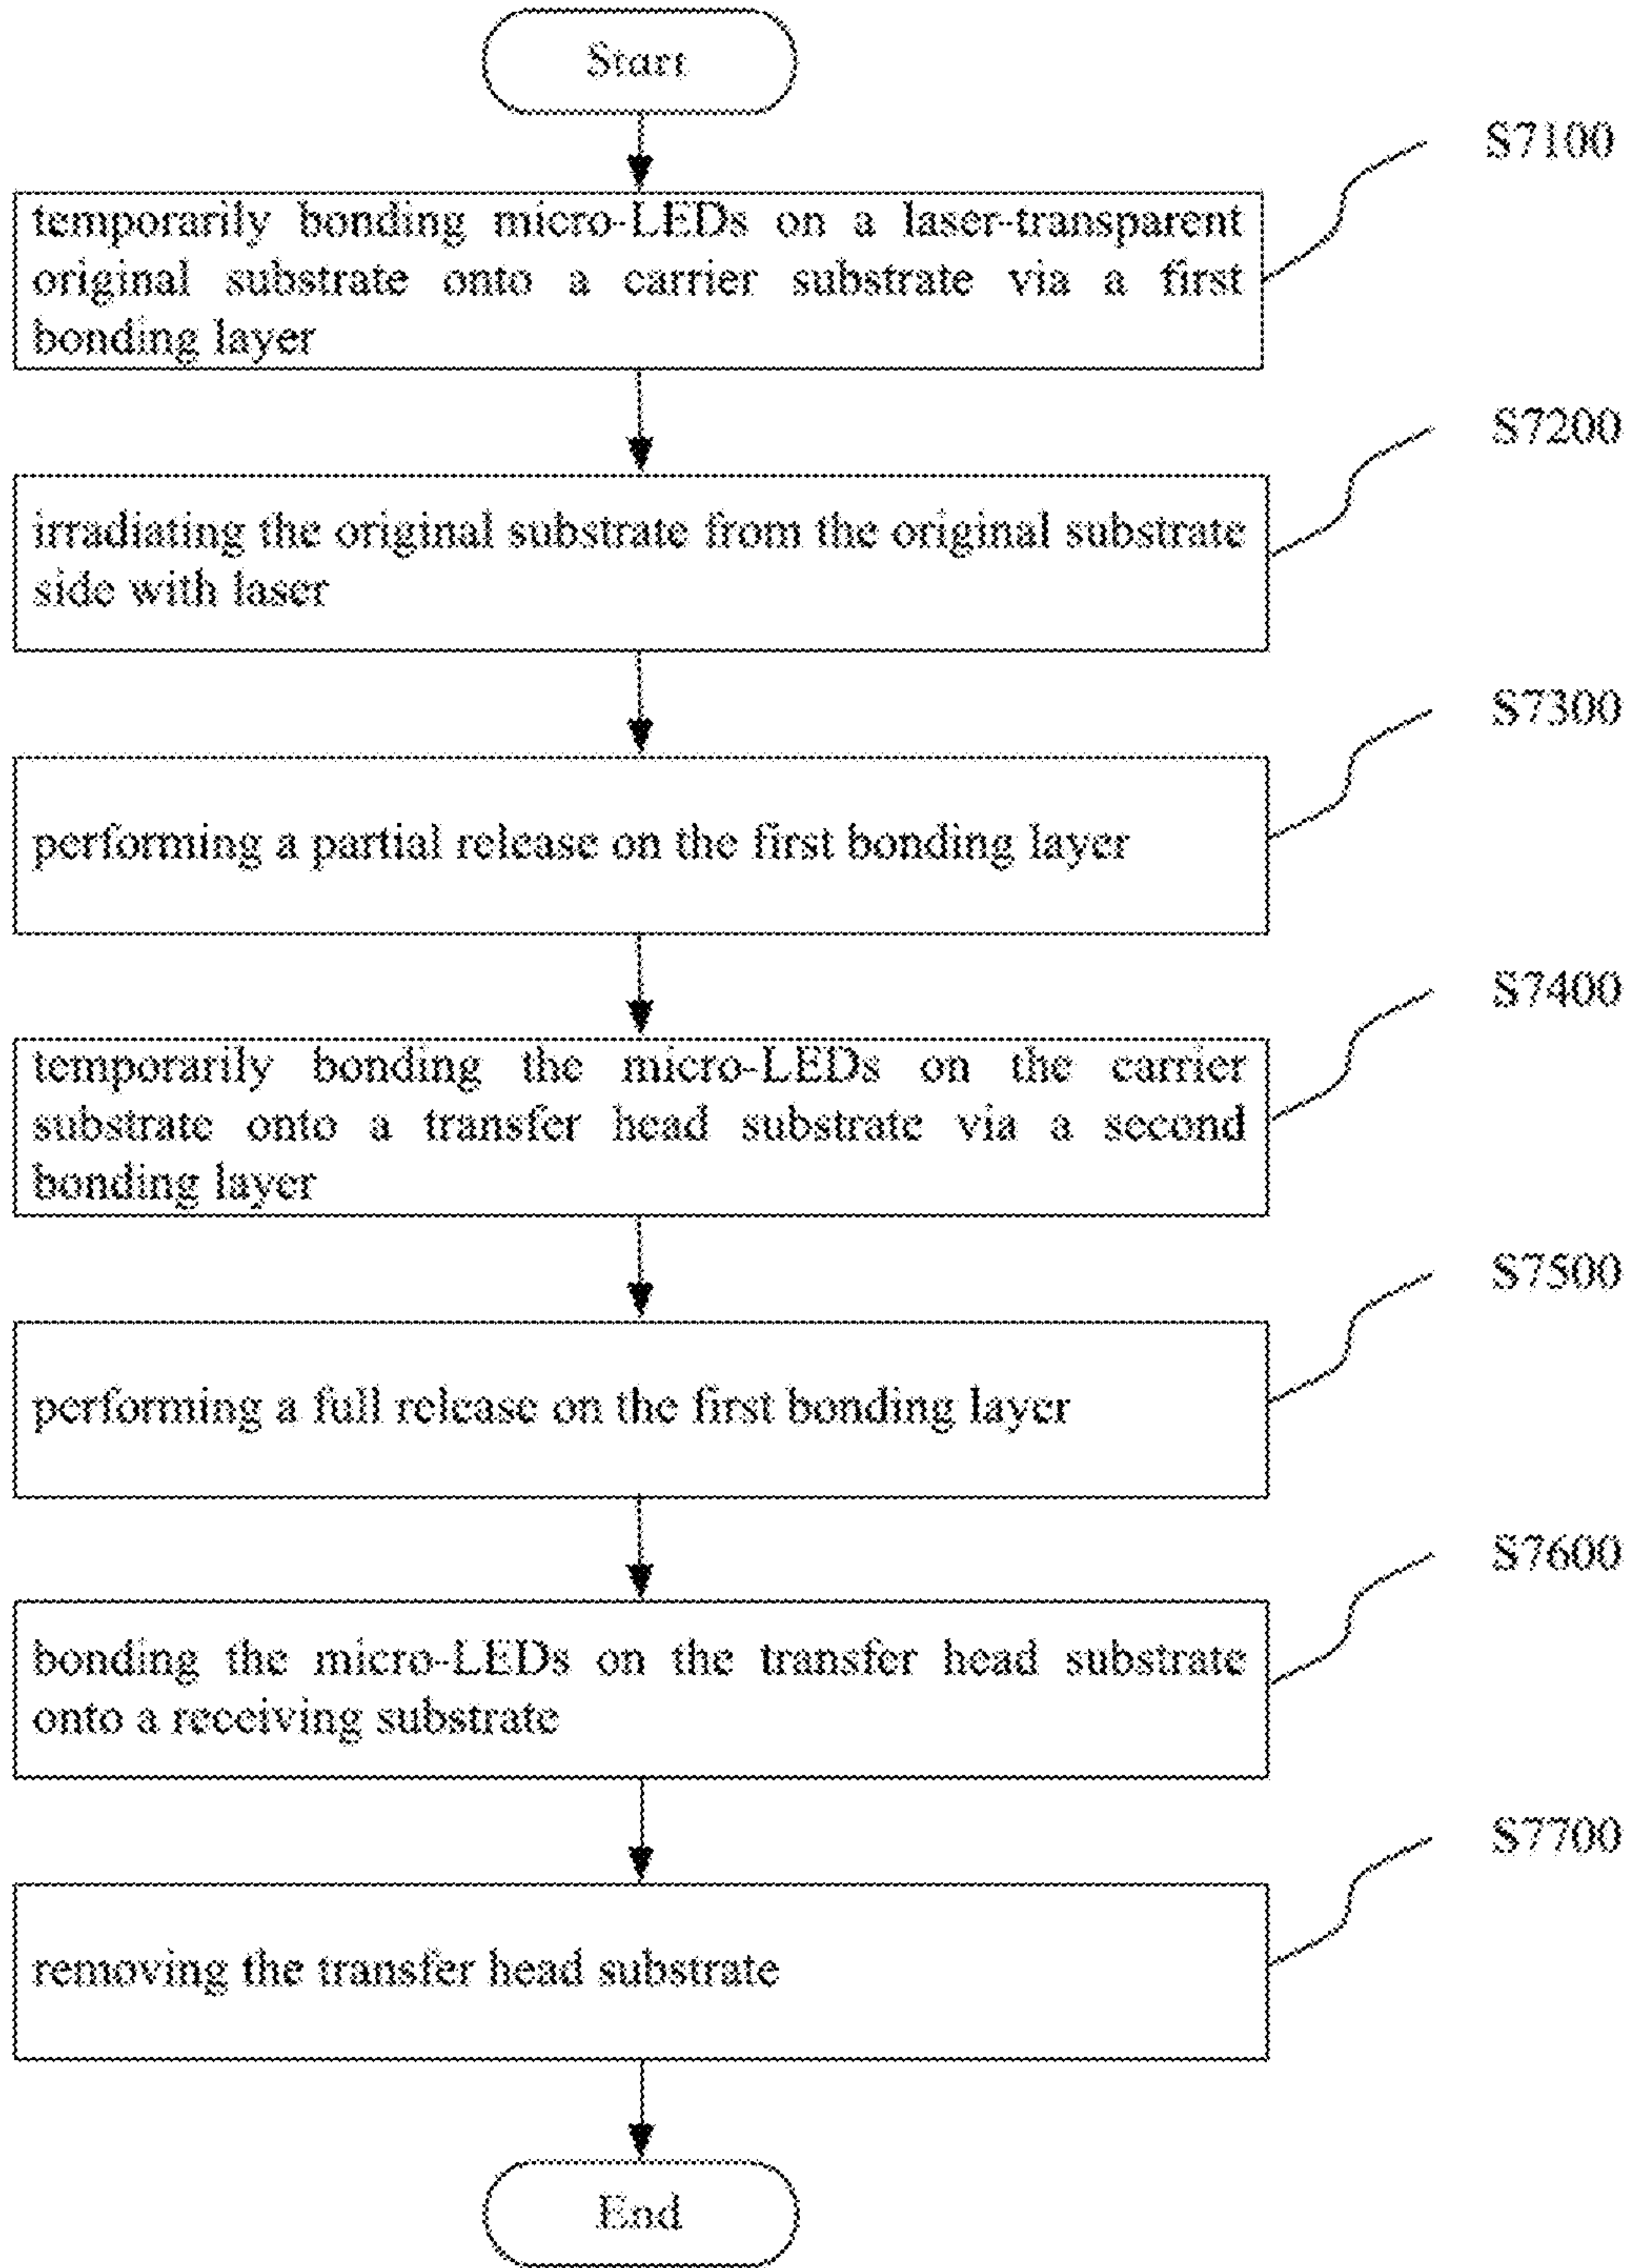 Start
S7100
temporarily bonding micro-LEDs on a laser-transparent
original substrate onto a carrier substrate via a first
bonding layer
S7200
irradiating the original substrate from the original substrate
side with laser
S7300
performing a partial release on the first bonding layer
S7400
temporarily bonding the micro-LEDs on the carrier
substrate onto a transfer head substrate via a second
bonding layer
S7500
performing a full release on the first bonding layer
S7600
bonding the micro-LEDs on the transfer head substrate
onto a receiving substrate
S7700
removing the transfer head substrate
End